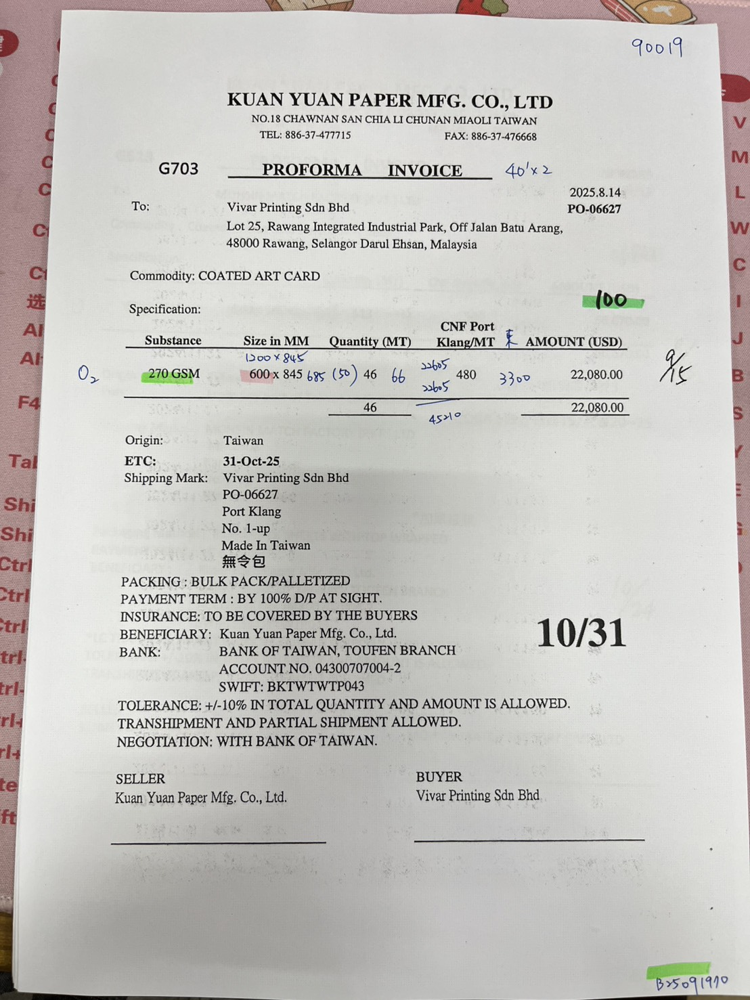 90019
KUAN YUAN PAPER MFG. CO., LTD
NO.18 CHAWNAN SAN CHIA LI CHUNAN MIAOLI TAIWAN
TEL: 886-37-477715 FAX: 886-37-476668
G703 PROFORMA INVOICE 40'x2
2025.8.14
To: Vivar Printing Sdn Bhd PO-06627
Lot 25, Rawang Integrated Industrial Park, Off Jalan Batu Arang,
48000 Rawang, Selangor Darul Ehsan, Malaysia
Commodity: COATED ART CARD
100
Specification:
CNF Port
Substance Size in MM Quantity (MT) Klang/MT AMOUNT (USD)
1200 x 845
O2 270 GSM 600 x 845 685 (50) 46 66 22605 480 3300 22,080.00 9/15
22605
46 22,080.00
45210
Origin: Taiwan
ETC: 31-Oct-25
Shipping Mark: Vivar Printing Sdn Bhd
PO-06627
Port Klang
No. 1-up
Made In Taiwan
無令包
PACKING : BULK PACK/PALLETIZED
PAYMENT TERM : BY 100% D/P AT SIGHT.
INSURANCE: TO BE COVERED BY THE BUYERS
BENEFICIARY: Kuan Yuan Paper Mfg. Co., Ltd.
10/31
BANK: BANK OF TAIWAN, TOUFEN BRANCH
ACCOUNT NO. 04300707004-2
SWIFT: BKTWTWTP043
TOLERANCE: +/-10% IN TOTAL QUANTITY AND AMOUNT IS ALLOWED.
TRANSHIPMENT AND PARTIAL SHIPMENT ALLOWED.
NEGOTIATION: WITH BANK OF TAIWAN.
SELLER BUYER
Kuan Yuan Paper Mfg. Co., Ltd. Vivar Printing Sdn Bhd
B25091970